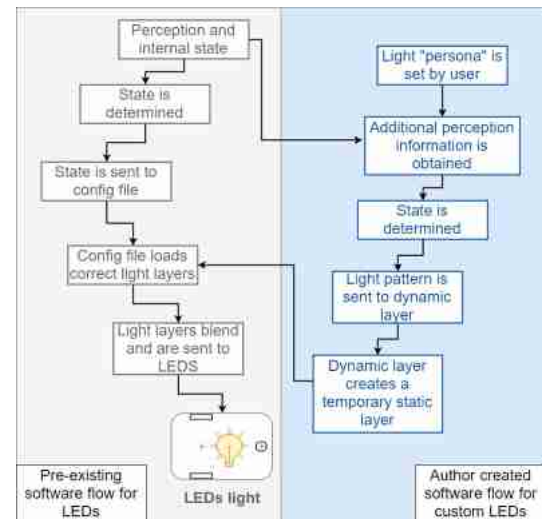 Perception and
internal state
State is
determined
State is sent to
config file
Config file loads
correct light layers
Light layers blend
and are sent to
LEDS
LEDs light
Pre-existing
software flow for
LEDs
Light "persona" is
set by user
Additional perception
information is
obtained
State is
determined
Light pattern is
sent to dynamic
layer
Dynamic layer
creates a
temporary static
layer
Author created
software flow for
custom LEDs